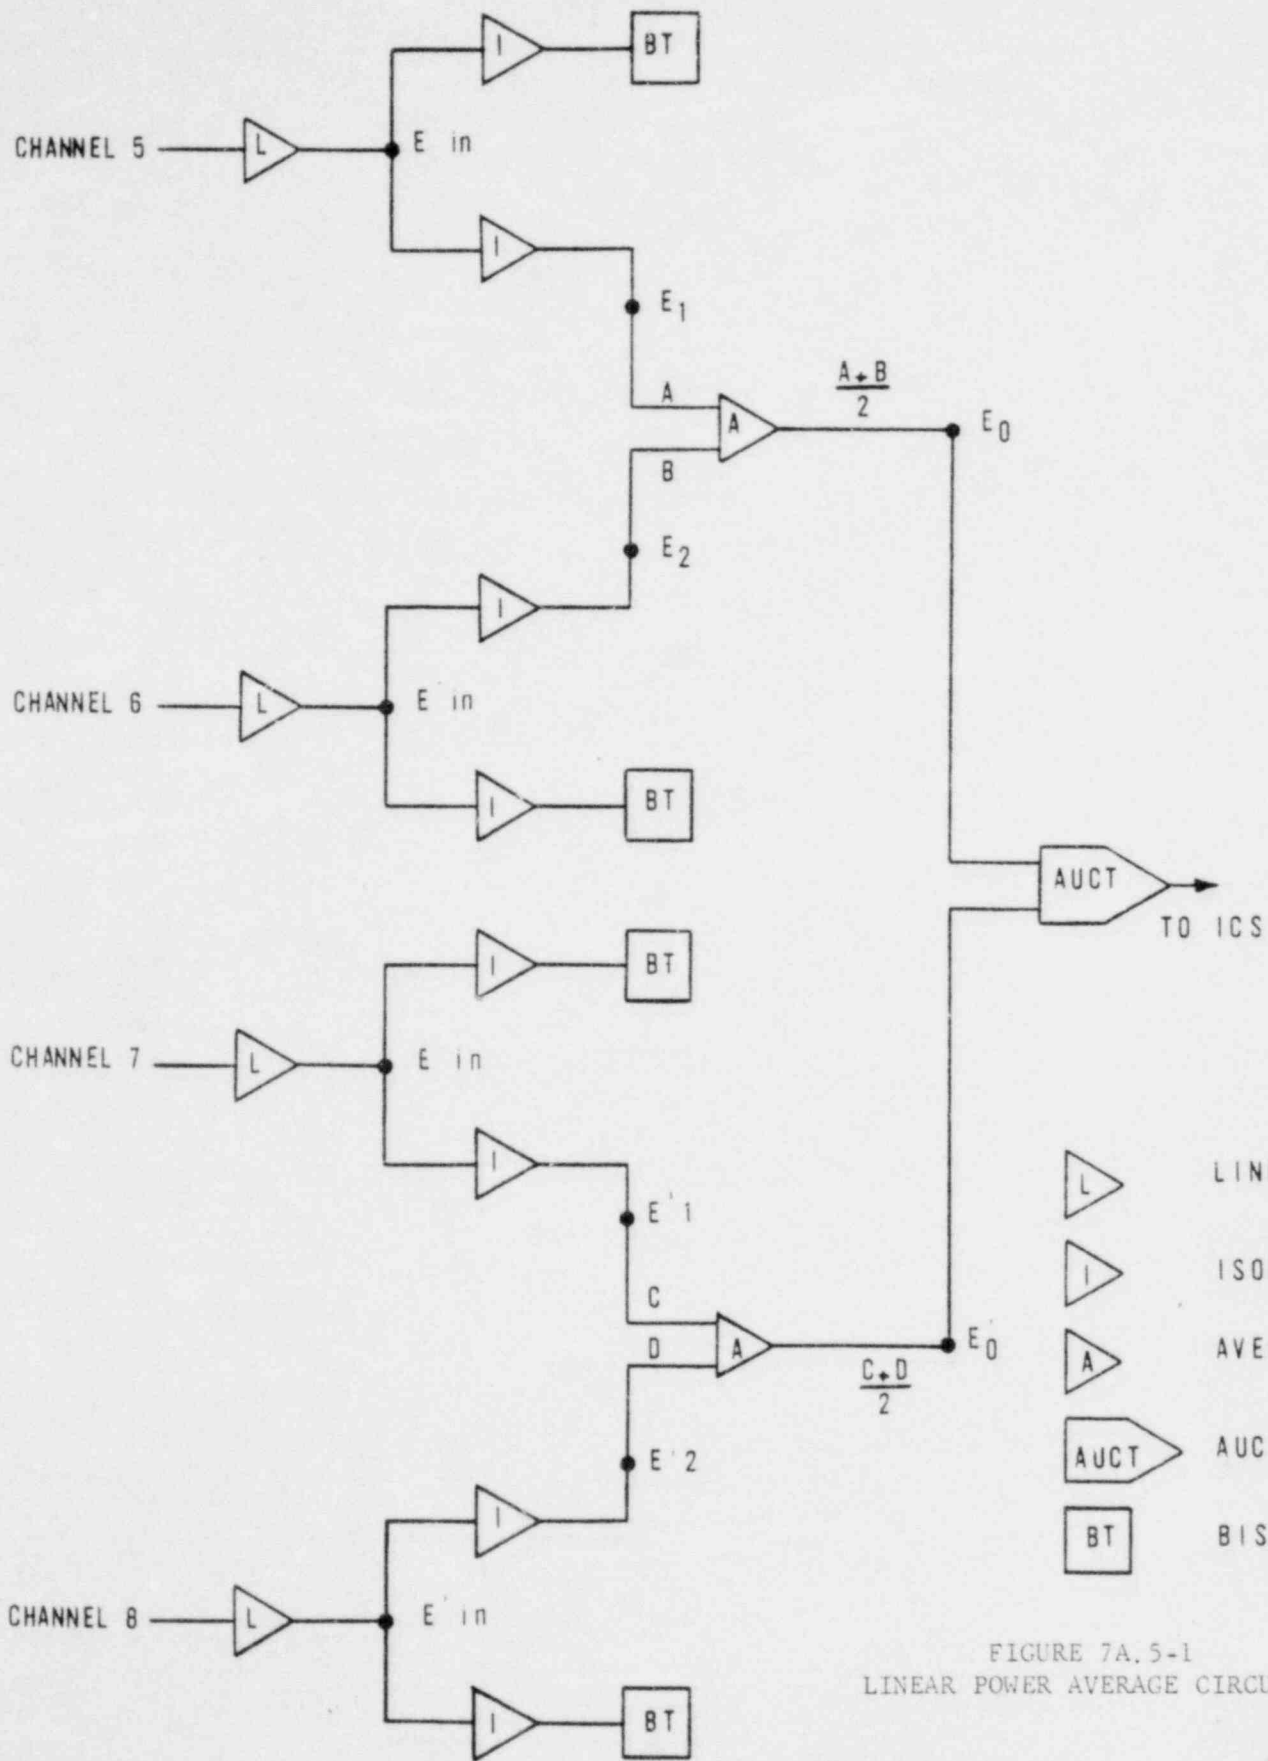 I
BT
CHANNEL 5
L
E in
I
E1
A
A+B
2
A
E0
B
E2
I
CHANNEL 6
L
E in
I
BT
AUCT
TO ICS
I
BT
CHANNEL 7
L
E in
I
L
LIN
E'1
I
ISO
C
D
A
E'0
A
AVE
C+D
2
E'2
AUCT
AUC
I
BT
BIS
CHANNEL 8
L
E in
I
BT
FIGURE 7A.5-1
LINEAR POWER AVERAGE CIRCU